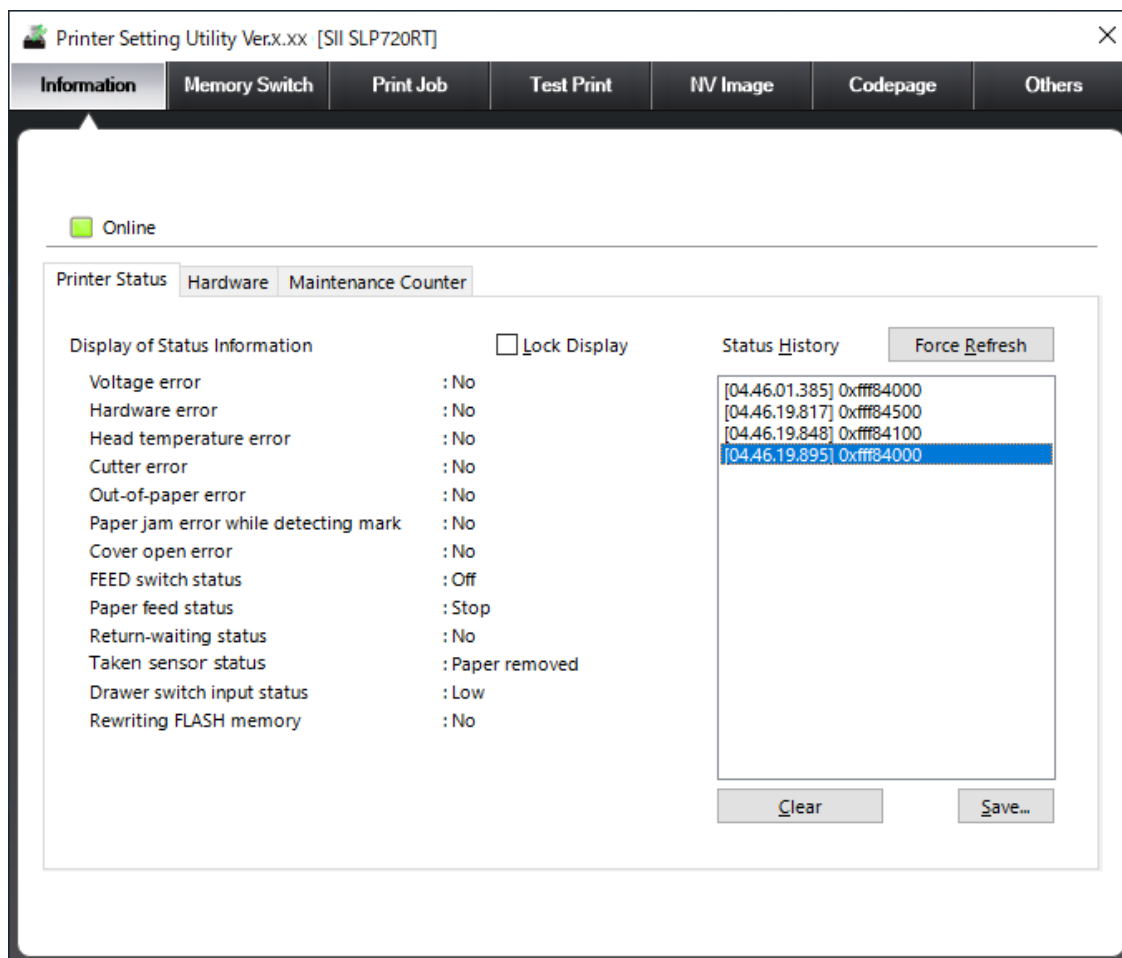 Printer Setting Utility Ver.x.xx [SII SLP720RT]
Information Memory Switch Print Job Test Print NV Image Codepage Others
Online
Printer Status Hardware Maintenance Counter
Display of Status Information Lock Display Status History Force Refresh
Voltage error : No
Hardware error : No
Head temperature error : No
Cutter error : No
Out-of-paper error : No
Paper jam error while detecting mark : No
Cover open error : No
FEED switch status : Off
Paper feed status : Stop
Return-waiting status : No
Taken sensor status : Paper removed
Drawer switch input status : Low
Rewriting FLASH memory : No
[04.46.01.385] 0xfff84000
[04.46.19.817] 0xfff84500
[04.46.19.848] 0xfff84100
[04.46.19.895] 0xfff84000
Clear Save...